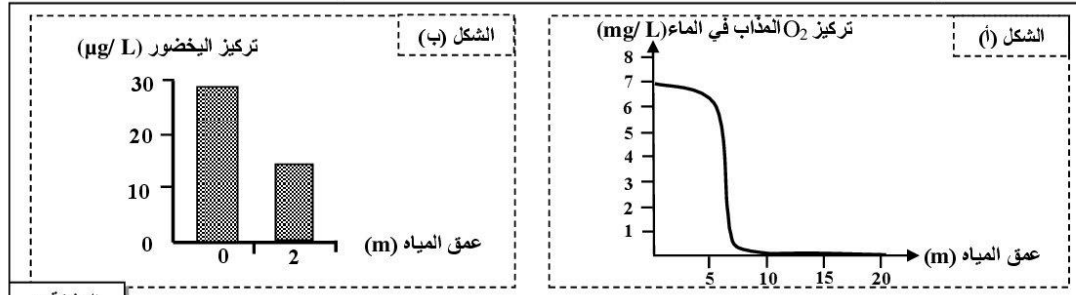 الشكل (أ)
تركيز O₂ المذاب في الماء (mg/ L)
8
7
6
5
4
3
2
1
5 10 15 20
عمق المياه (m)
الشكل (ب)
تركيز اليخضور (µg/ L)
30
20
10
0
0 2
عمق المياه (m)